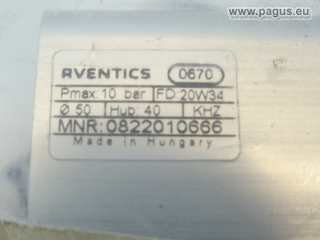 www.pagus.eu
AVENTICS 0670
Pmax 10 bar FD 20W34
Ø 50 Hub: 40 KHZ
MNR: 0822010666
Made in Hungary